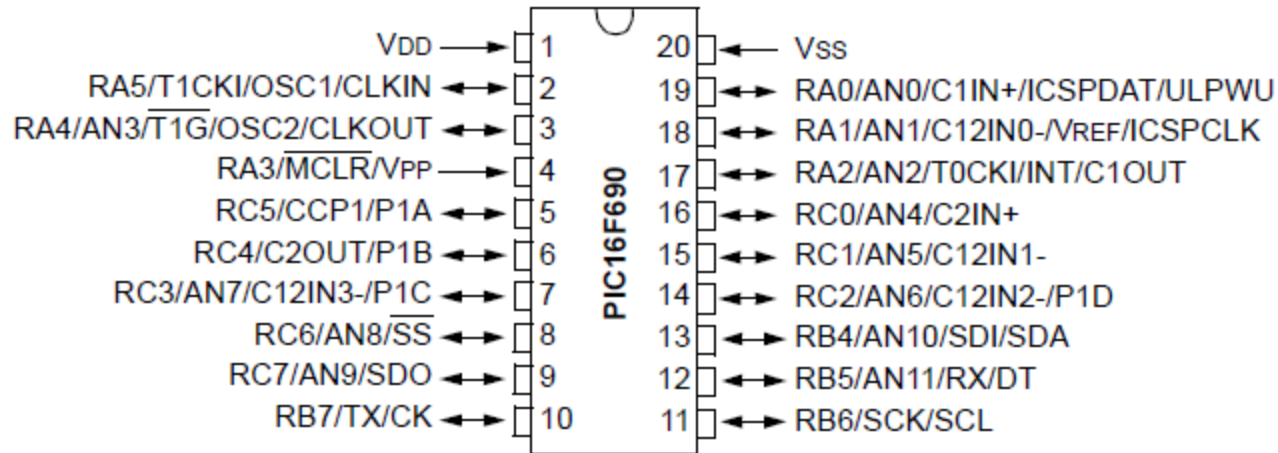 VDD 1 20 VSS
RA5/T1CKI/OSC1/CLKIN 2 19 RA0/AN0/C1IN+/ICSPDAT/ULPWU
RA4/AN3/T1G/OSC2/CLKOUT 3 18 RA1/AN1/C12IN0-/VREF/ICSPCLK
RA3/MCLR/VPP 4 17 RA2/AN2/T0CKI/INT/C1OUT
RC5/CCP1/P1A 5 16 RC0/AN4/C2IN+
RC4/C2OUT/P1B 6 15 RC1/AN5/C12IN1-
RC3/AN7/C12IN3-/P1C 7 14 RC2/AN6/C12IN2-/P1D
RC6/AN8/SS 8 13 RB4/AN10/SDI/SDA
RC7/AN9/SDO 9 12 RB5/AN11/RX/DT
RB7/TX/CK 10 11 RB6/SCK/SCL
PIC16F690